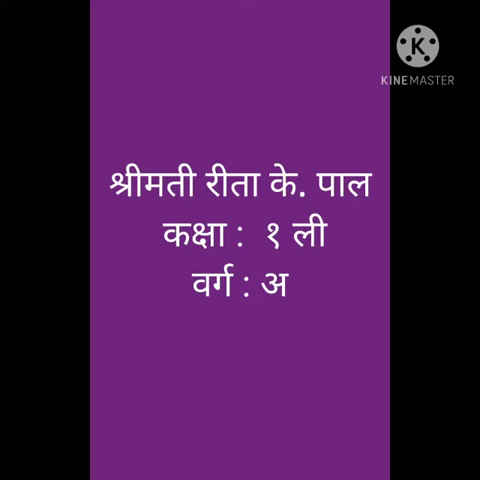 KINEMASTER
श्रीमती रीता के. पाल
कक्षा : १ ली
वर्ग : अ